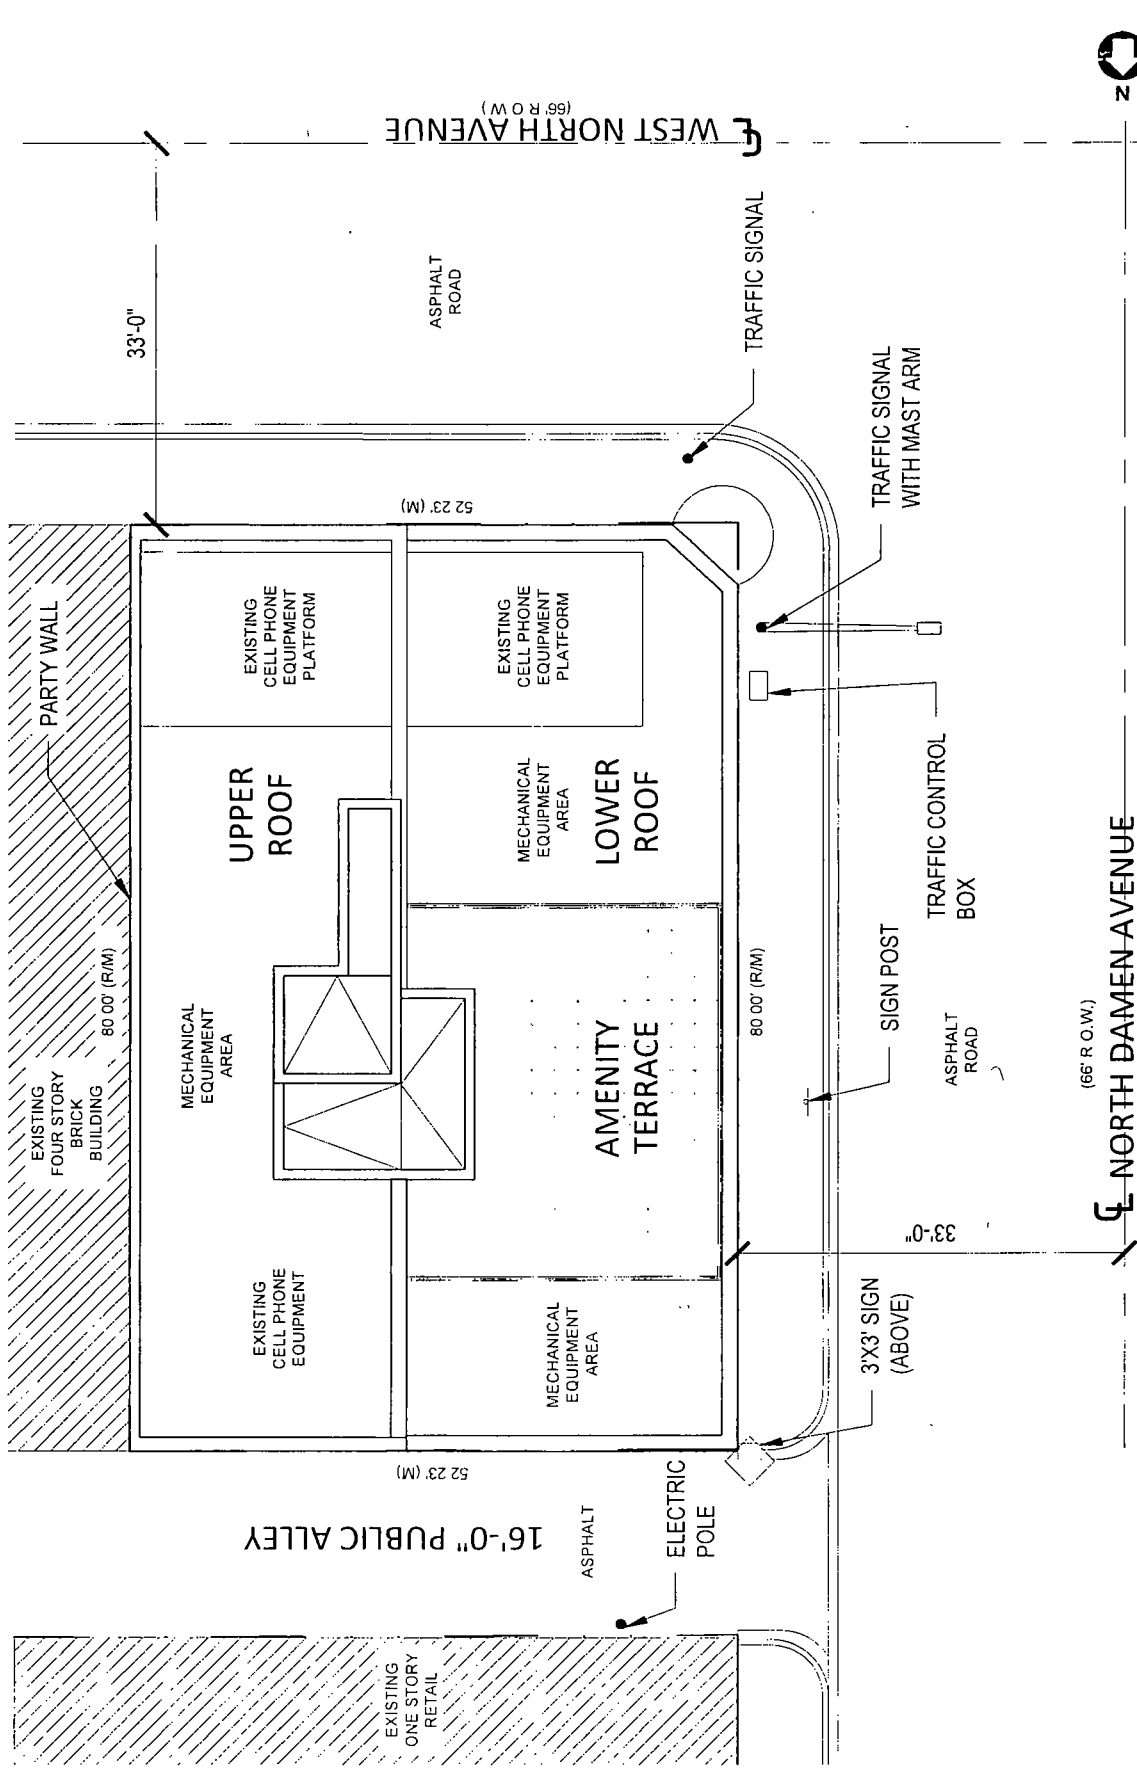 N
WEST NORTH AVENUE
(66' R O W)
33'-0"
ASPHALT
ROAD
TRAFFIC SIGNAL
TRAFFIC SIGNAL
WITH MAST ARM
52 23' (M)
PARTY WALL
EXISTING
CELL PHONE
EQUIPMENT
PLATFORM
EXISTING
CELL PHONE
EQUIPMENT
PLATFORM
UPPER
ROOF
MECHANICAL
EQUIPMENT
AREA
LOWER
ROOF
TRAFFIC CONTROL
BOX
80 00' (R/M)
80 00' (R/M)
SIGN POST
EXISTING
FOUR STORY
BRICK
BUILDING
MECHANICAL
EQUIPMENT
AREA
AMENITY
TERRACE
ASPHALT
ROAD
(66' R O.W.)
NORTH DAMEN AVENUE
33'-0"
EXISTING
CELL PHONE
EQUIPMENT
MECHANICAL
EQUIPMENT
AREA
3'X3' SIGN
(ABOVE)
52 23' (M)
16'-0" PUBLIC ALLEY
ASPHALT
ELECTRIC
POLE
EXISTING
ONE STORY
RETAIL